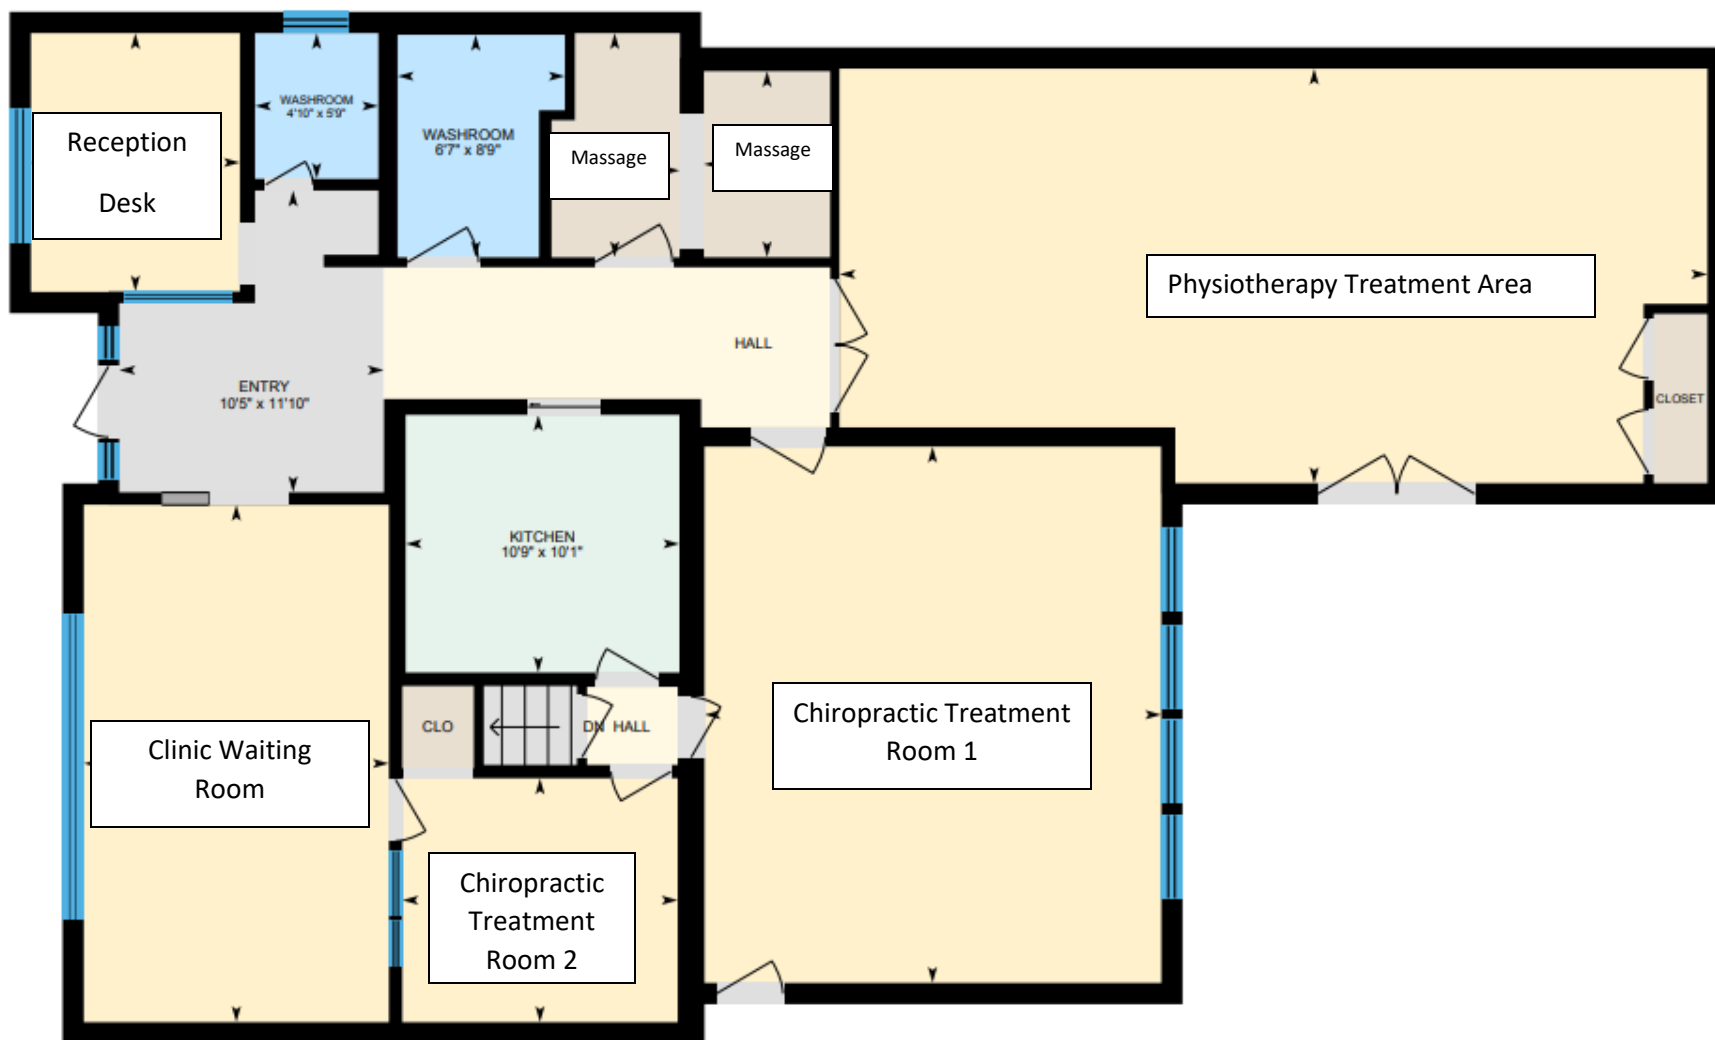 WASHROOM
4'10" x 5'9"
Reception
Desk
WASHROOM
6'7" x 8'9"
Massage
Massage
Physiotherapy Treatment Area
HALL
ENTRY
10'5" x 11'10"
CLOSET
KITCHEN
10'9" x 10'1"
CLO
DN
HALL
Chiropractic Treatment
Room 1
Clinic Waiting
Room
Chiropractic
Treatment
Room 2